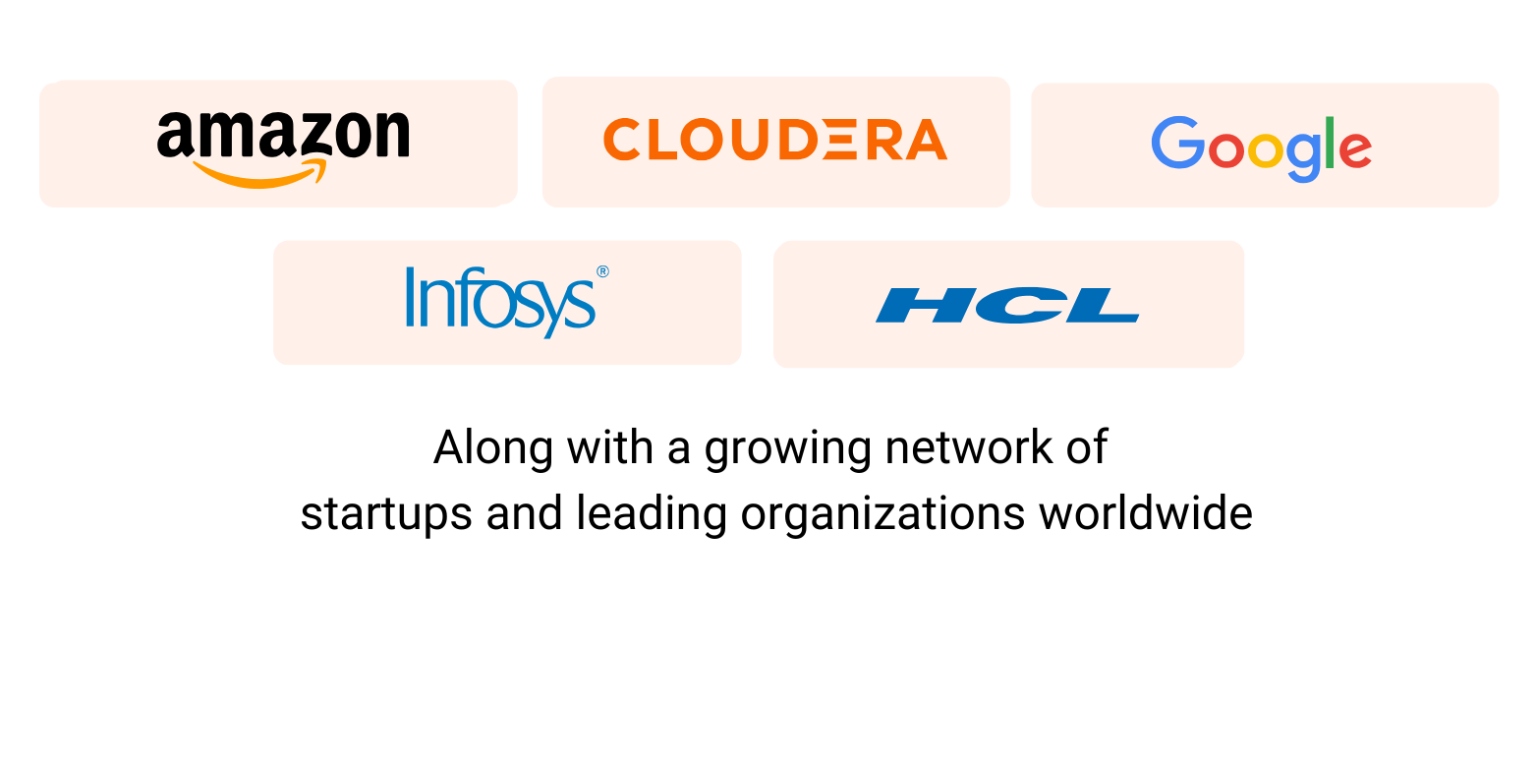 amazon
CLOUDERA
Google
Infosys®
HCL
Along with a growing network of
startups and leading organizations worldwide